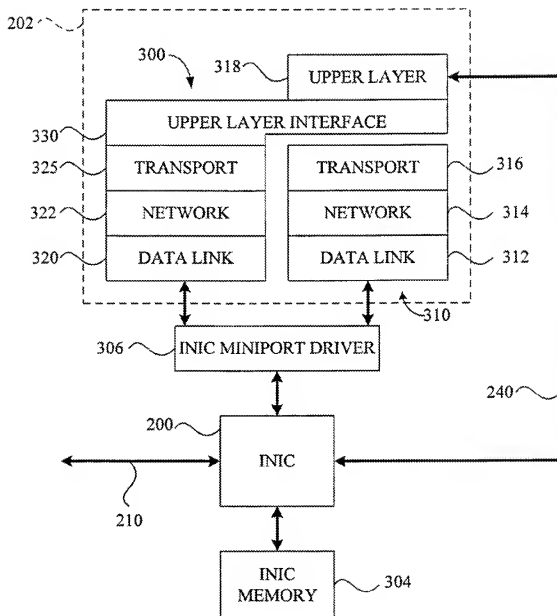 202
300
318
UPPER LAYER
330
UPPER LAYER INTERFACE
325
TRANSPORT
TRANSPORT
316
322
NETWORK
NETWORK
314
320
DATA LINK
DATA LINK
312
310
306
INIC MINIPORT DRIVER
240
200
INIC
210
INIC
MEMORY
304